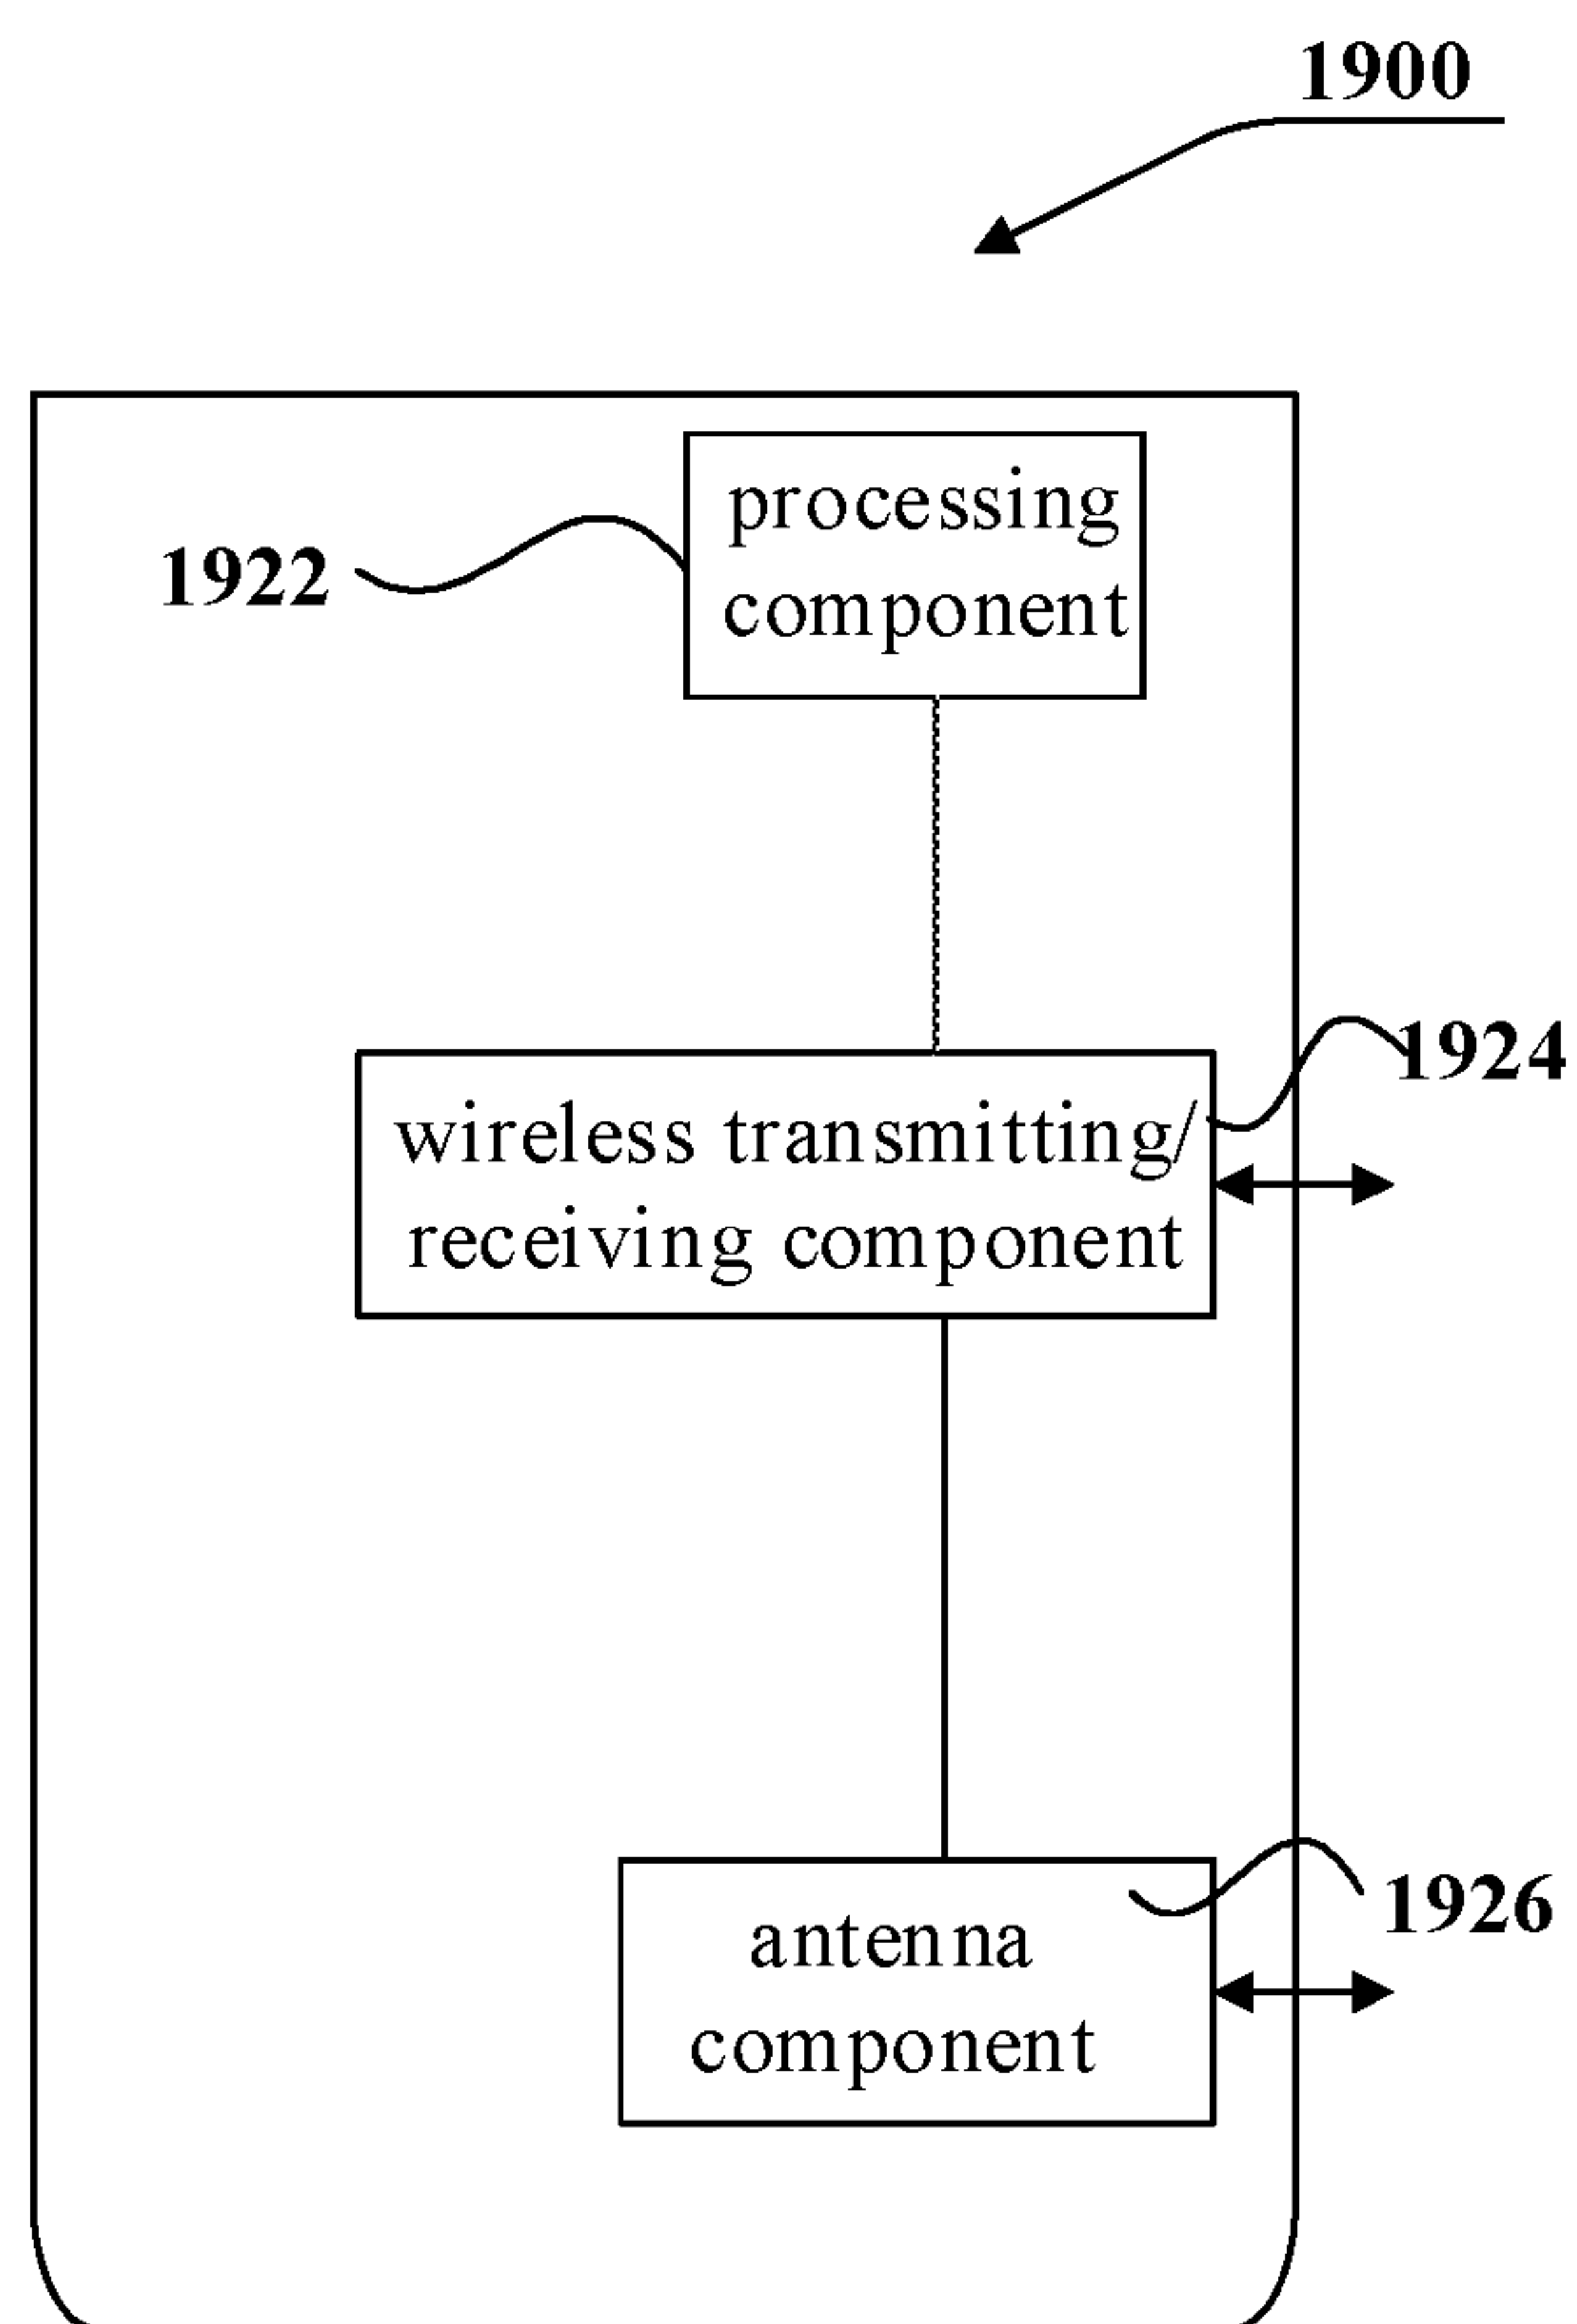 1900
processing
component
1922
1924
wireless transmitting/
receiving component
1926
antenna
component